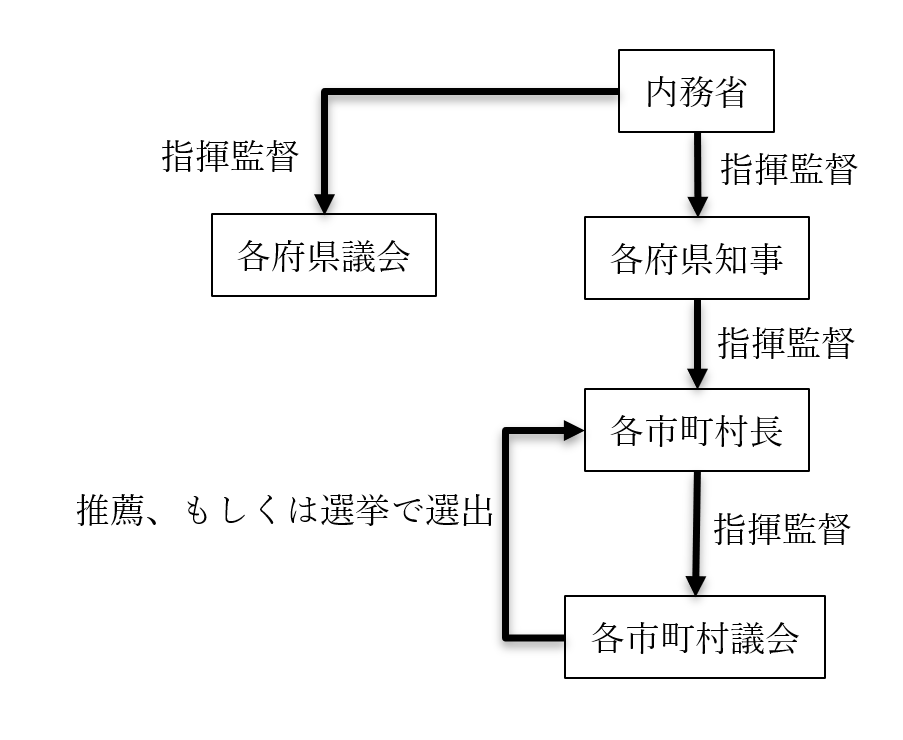 内務省
指揮監督
指揮監督
各府県議会
各府県知事
指揮監督
各市町村長
推薦、もしくは選挙で選出
指揮監督
各市町村議会